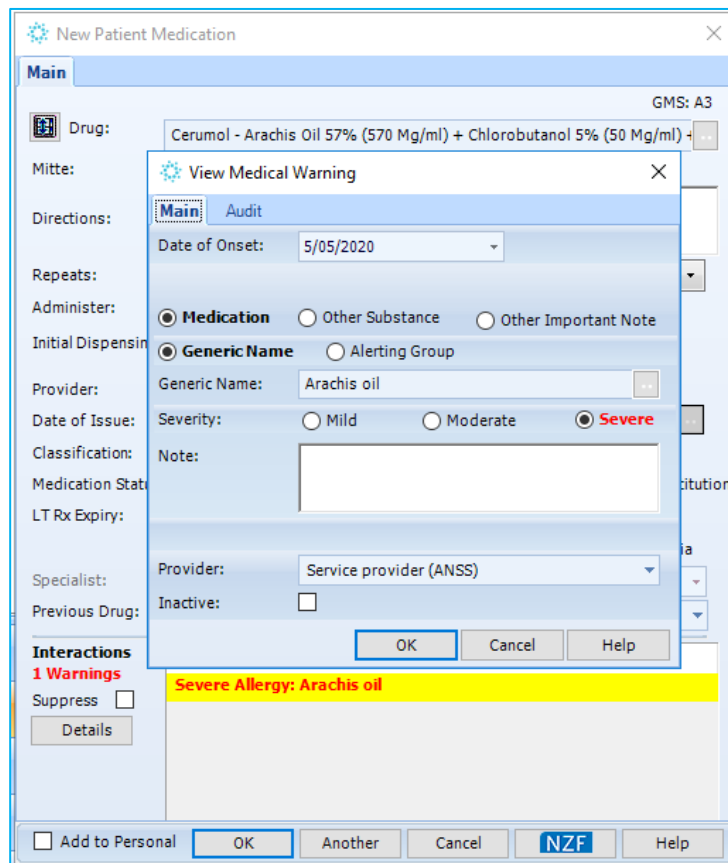 New Patient Medication
Main
GMS: A3
Drug: Cerumol - Arachis Oil 57% (570 Mg/ml) + Chlorobutanol 5% (50 Mg/ml) +
Mitte:
Directions:
Repeats:
Administer:
Initial Dispensin
Provider:
Date of Issue:
Classification:
Medication Stat
LT Rx Expiry:
Specialist:
Previous Drug:
View Medical Warning
Main Audit
Date of Onset: 5/05/2020
Medication Other Substance Other Important Note
Generic Name Alerting Group
Generic Name: Arachis oil
Severity: Mild Moderate Severe
Note:
Provider: Service provider (ANSS)
Inactive:
OK Cancel Help
titution
ia
Interactions
1 Warnings
Suppress
Details
Severe Allergy: Arachis oil
Add to Personal OK Another Cancel NZF Help